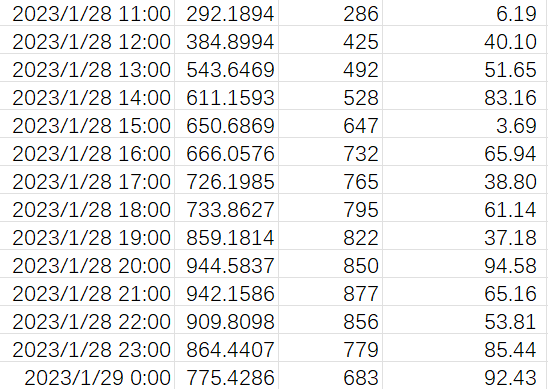 2023/1/28 11:00 292.1894 286 6.19
2023/1/28 12:00 384.8994 425 40.10
2023/1/28 13:00 543.6469 492 51.65
2023/1/28 14:00 611.1593 528 83.16
2023/1/28 15:00 650.6869 647 3.69
2023/1/28 16:00 666.0576 732 65.94
2023/1/28 17:00 726.1985 765 38.80
2023/1/28 18:00 733.8627 795 61.14
2023/1/28 19:00 859.1814 822 37.18
2023/1/28 20:00 944.5837 850 94.58
2023/1/28 21:00 942.1586 877 65.16
2023/1/28 22:00 909.8098 856 53.81
2023/1/28 23:00 864.4407 779 85.44
2023/1/29 0:00 775.4286 683 92.43